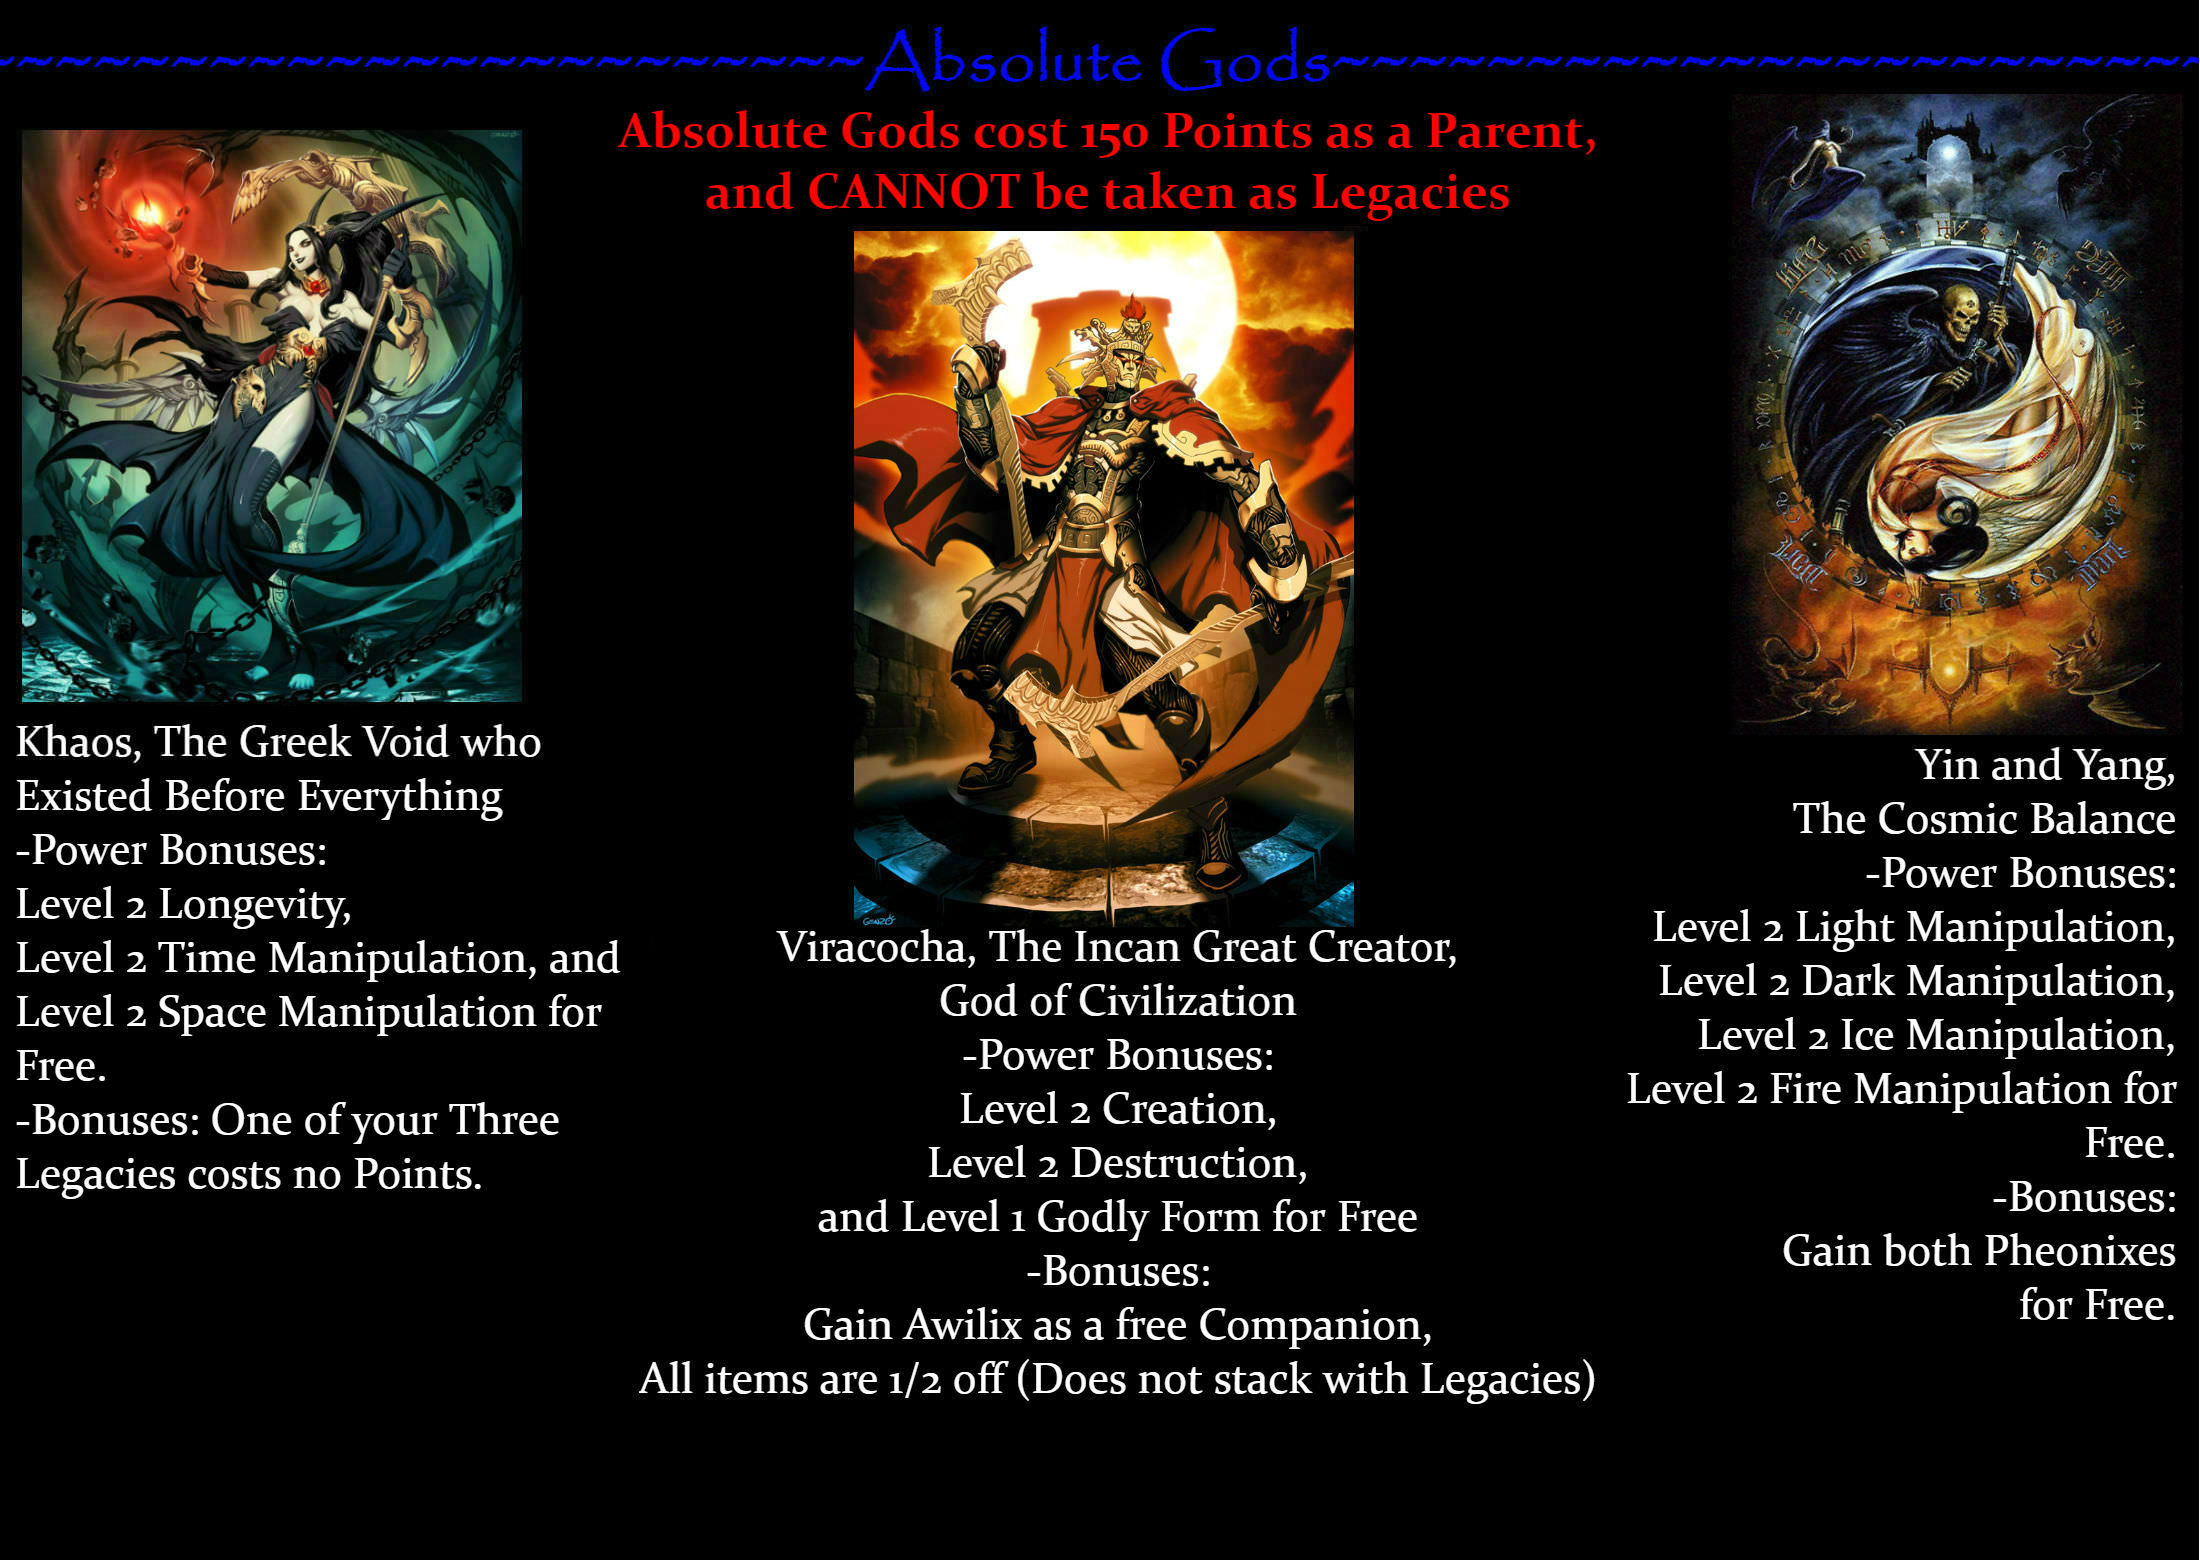 ~~~~~~~~~~~~~~~~~~~~~~~Absolute Gods~~~~~~~~~~~~~~~~~~~~~~~
Absolute Gods cost 150 Points as a Parent,
and CANNOT be taken as Legacies
Khaos, The Greek Void who
Existed Before Everything
-Power Bonuses:
Level 2 Longevity,
Level 2 Time Manipulation, and
Level 2 Space Manipulation for
Free.
-Bonuses: One of your Three
Legacies costs no Points.
GENZO
Viracocha, The Incan Great Creator,
God of Civilization
-Power Bonuses:
Level 2 Creation,
Level 2 Destruction,
and Level 1 Godly Form for Free
-Bonuses:
Gain Awilix as a free Companion,
All items are 1/2 off (Does not stack with Legacies)
Life
Light
Dark
Yin and Yang,
The Cosmic Balance
-Power Bonuses:
Level 2 Light Manipulation,
Level 2 Dark Manipulation,
Level 2 Ice Manipulation,
Level 2 Fire Manipulation for
Free.
-Bonuses:
Gain both Pheonixes
for Free.